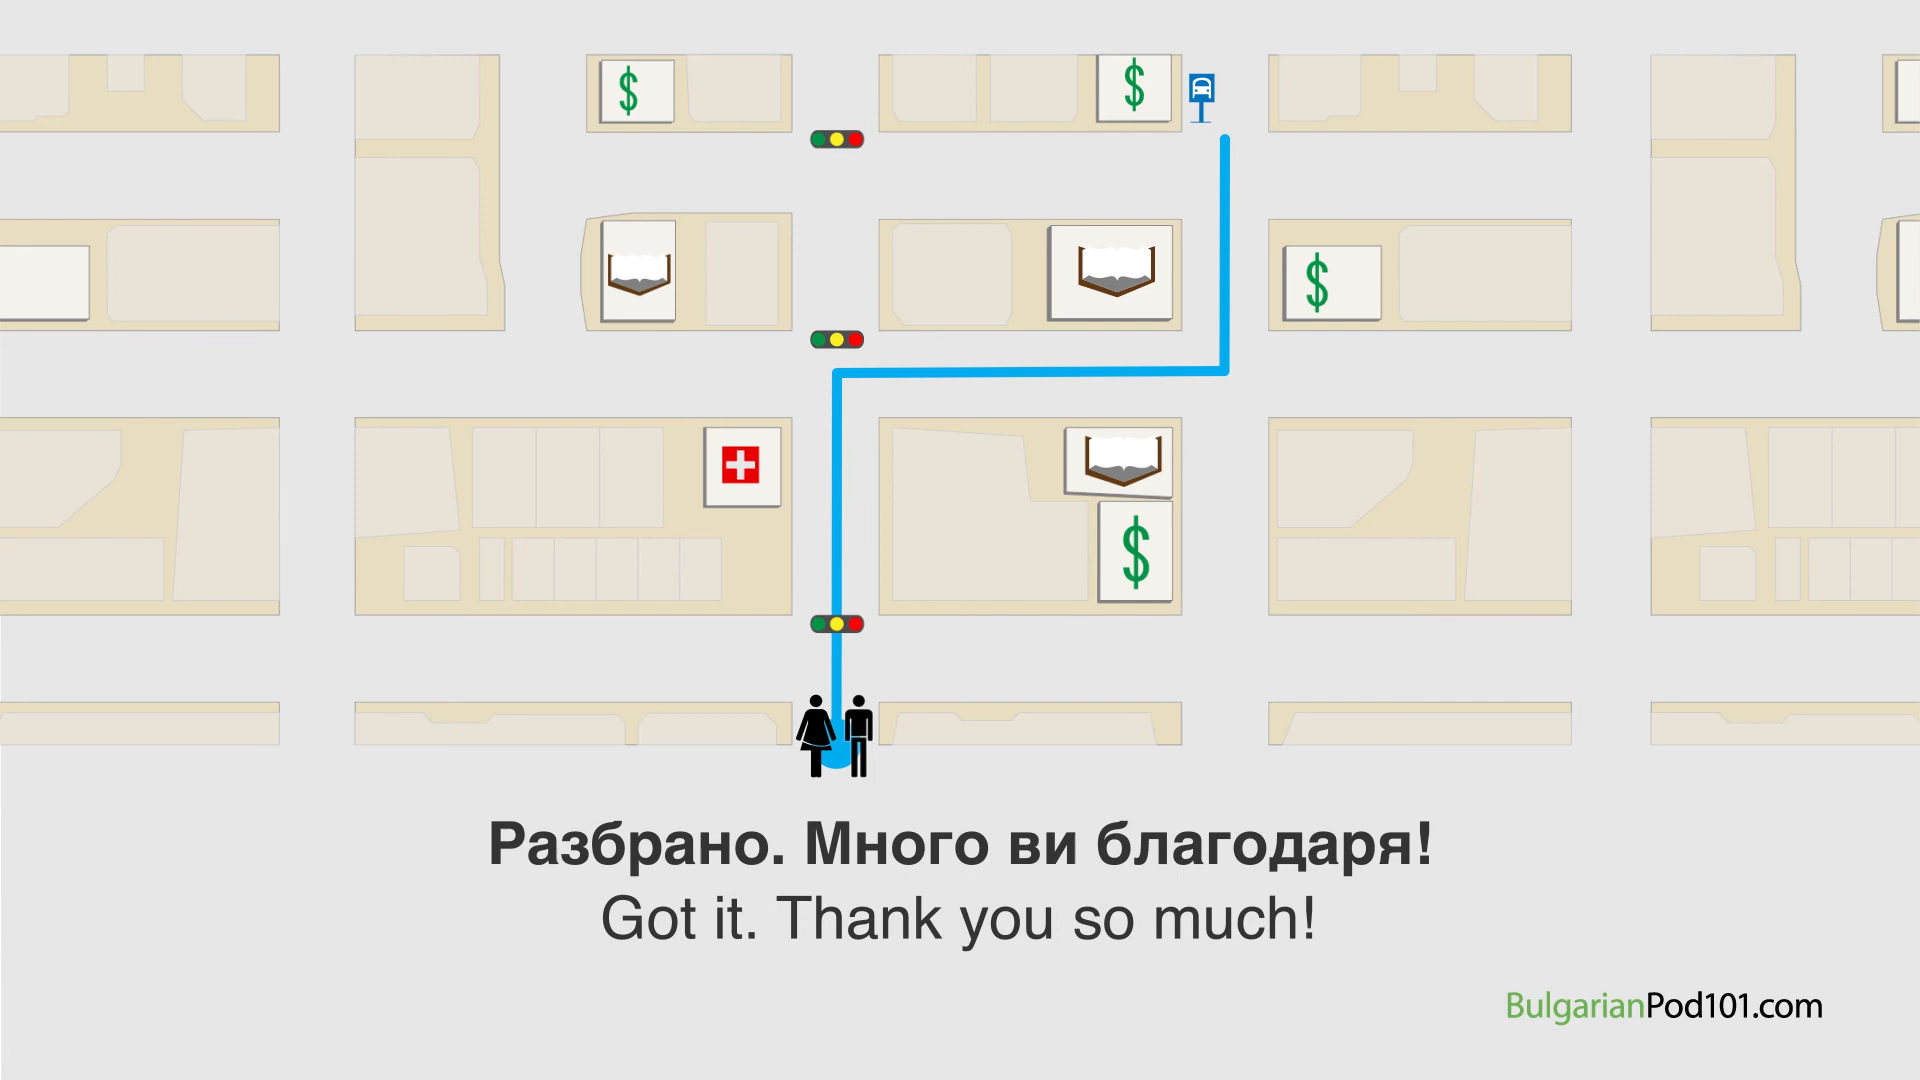 $
$
$
$
Разбрано. Много ви благодаря!
Got it. Thank you so much!
BulgarianPod101.com